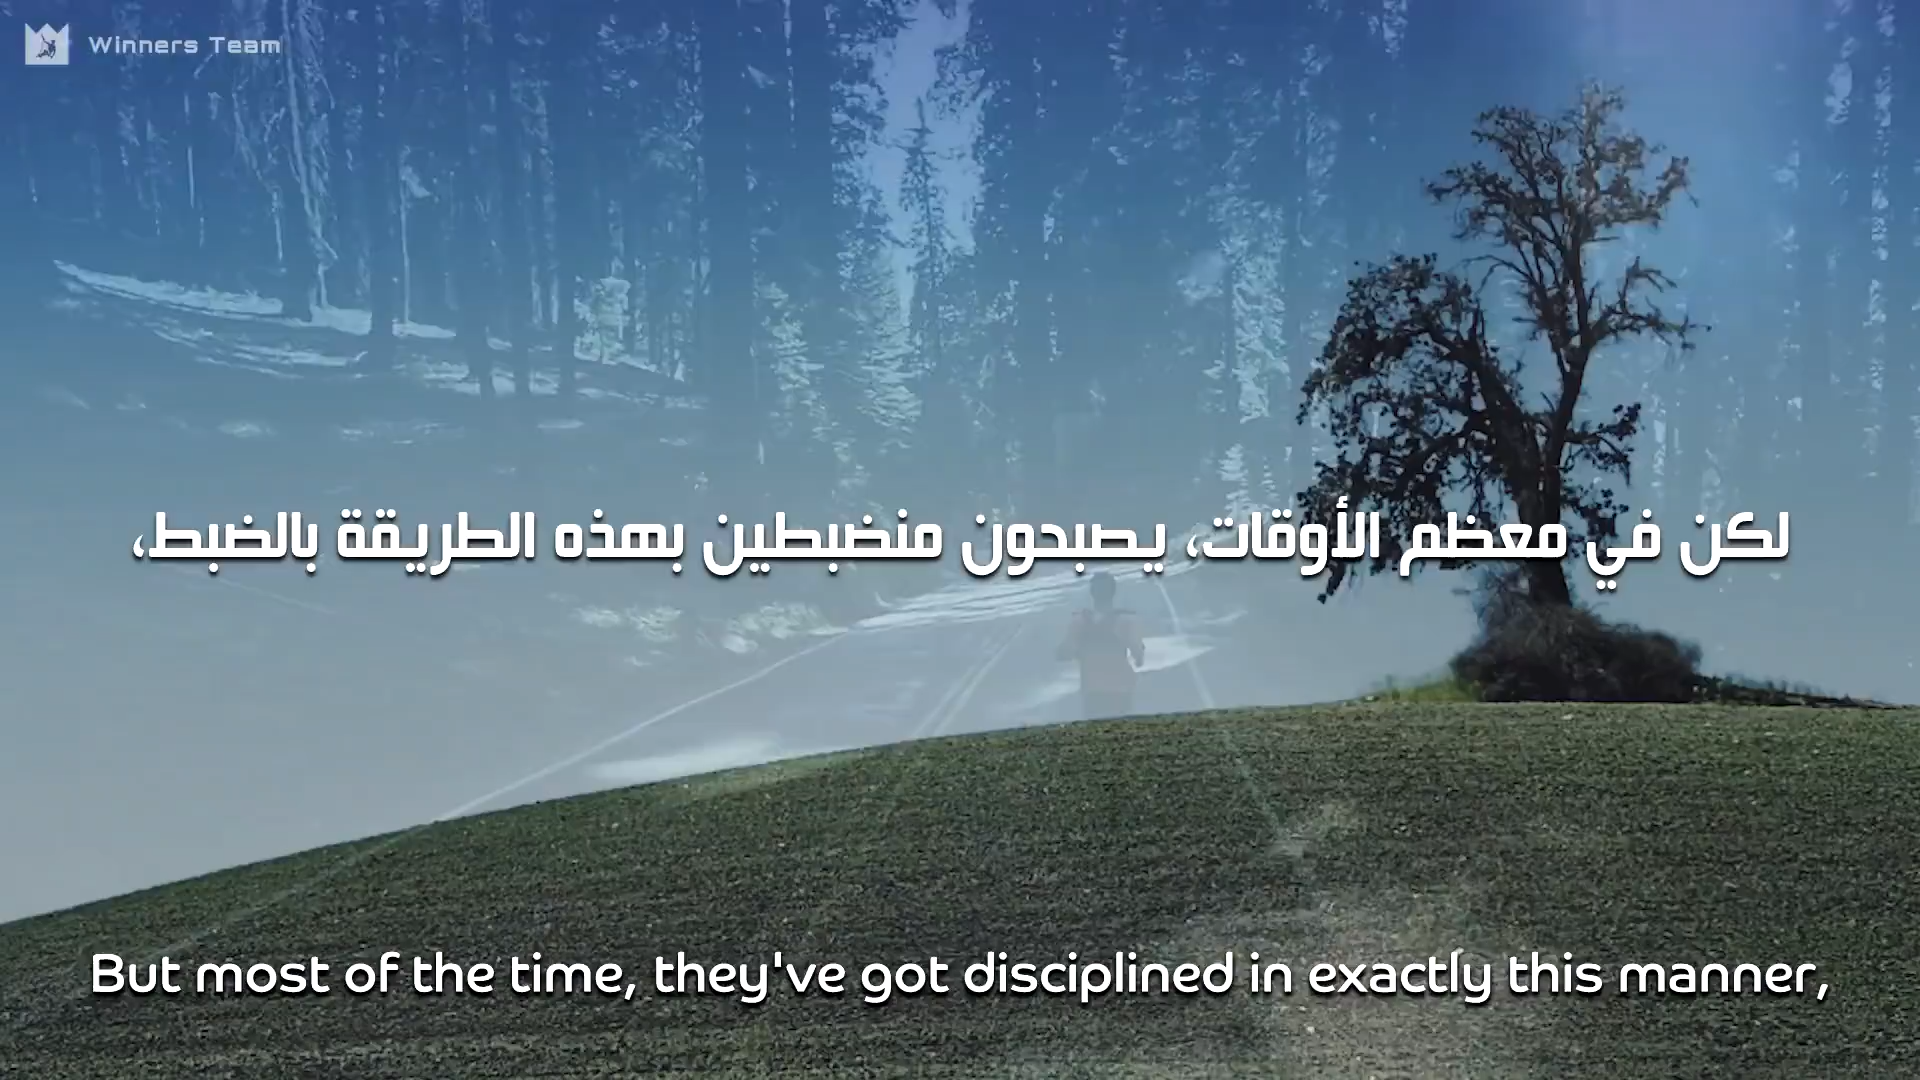 Winners Team
لكن في معظم الأوقات، يصبحون منضبطين بهذه الطريقة بالضبط،
But most of the time, they've got disciplined in exactly this manner,